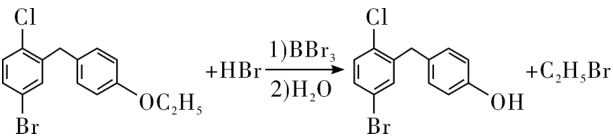 Cl
Cl
1)BBr₃
+HBr
+C₂H₅Br
2)H₂O
OC₂H₅
OH
Br
Br